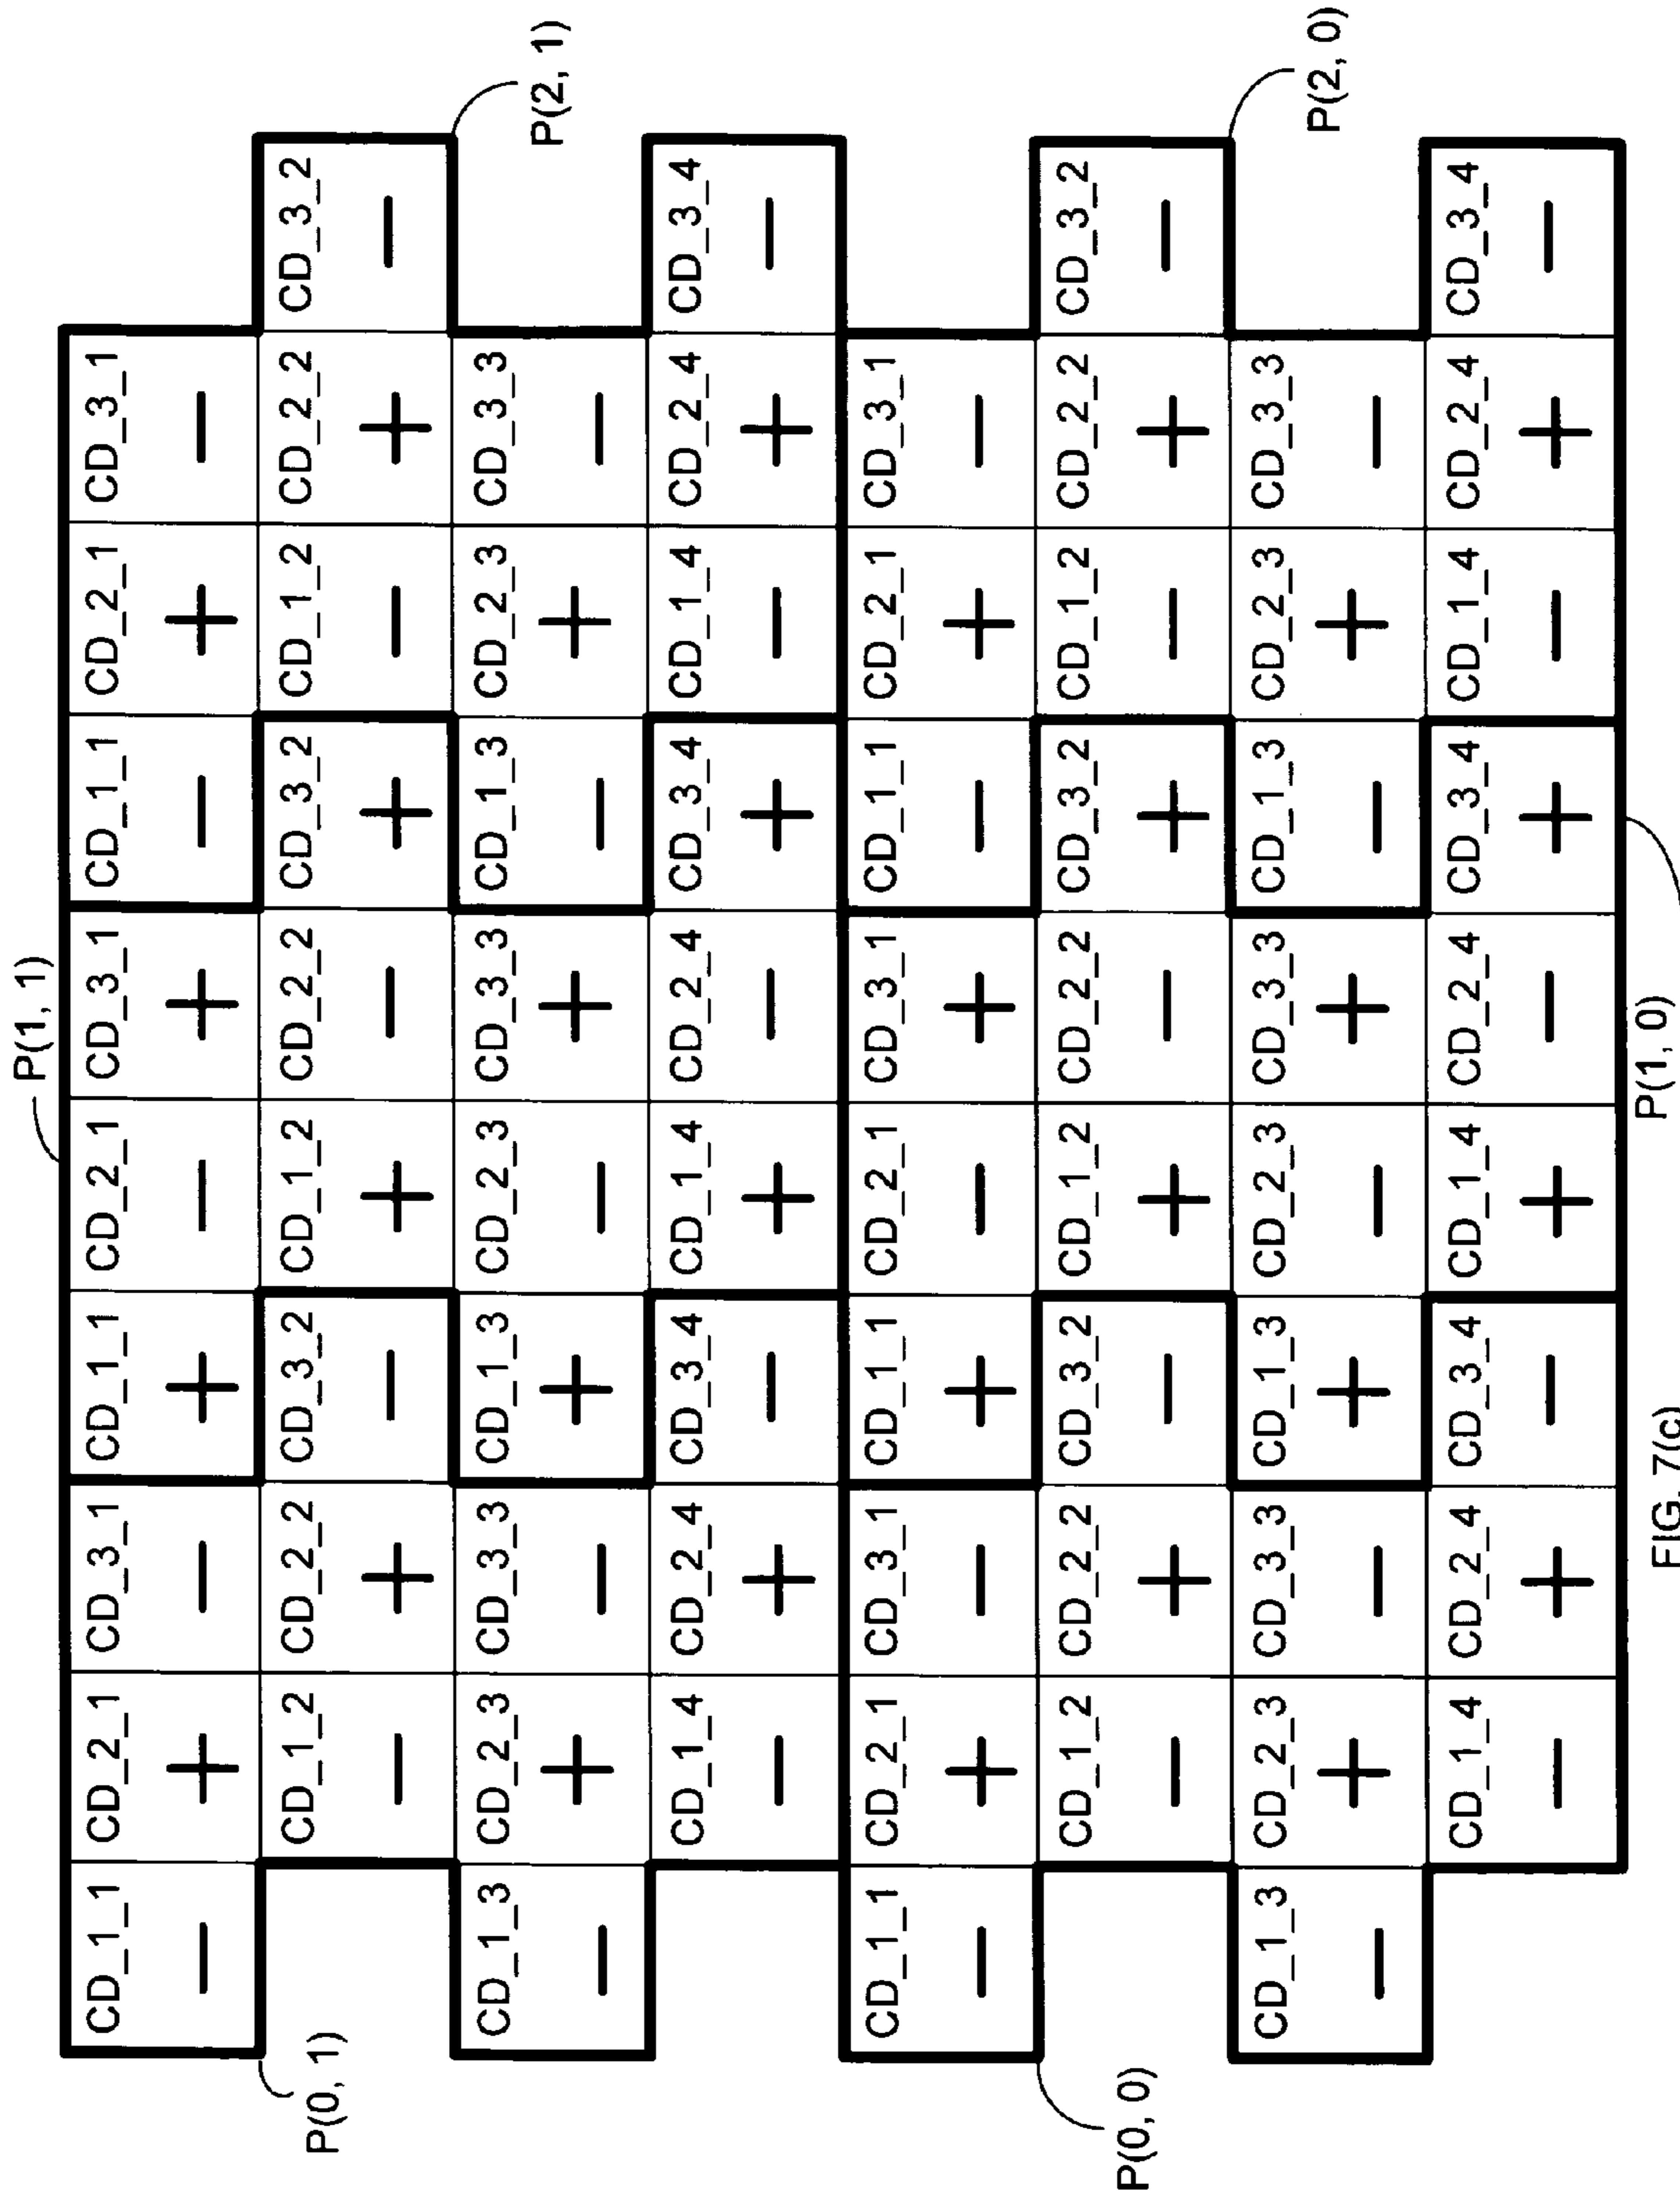 P(1, 1)
CD_1_1 CD_2_1 CD_3_1 CD_1_1 CD_2_1 CD_3_1 CD_1_1 CD_2_1 CD_3_1
− + − + − + − + −
P(0, 1)
CD_1_2 CD_2_2 CD_3_2 CD_1_2 CD_2_2 CD_3_2 CD_1_2 CD_2_2 CD_3_2
− + − + − + − + −
CD_1_3 CD_2_3 CD_3_3 CD_1_3 CD_2_3 CD_3_3 CD_1_3 CD_2_3 CD_3_3
P(2, 1)
− + − + − + − + −
CD_1_4 CD_2_4 CD_3_4 CD_1_4 CD_2_4 CD_3_4 CD_1_4 CD_2_4 CD_3_4
− + − + − + − + −
CD_1_1 CD_2_1 CD_3_1 CD_1_1 CD_2_1 CD_3_1 CD_1_1 CD_2_1 CD_3_1
− + − + − + − + −
P(0, 0)
CD_1_2 CD_2_2 CD_3_2 CD_1_2 CD_2_2 CD_3_2 CD_1_2 CD_2_2 CD_3_2
− + − + − + − + −
CD_1_3 CD_2_3 CD_3_3 CD_1_3 CD_2_3 CD_3_3 CD_1_3 CD_2_3 CD_3_3
P(2, 0)
− + − + − + − + −
CD_1_4 CD_2_4 CD_3_4 CD_1_4 CD_2_4 CD_3_4 CD_1_4 CD_2_4 CD_3_4
− + − + − + − + −
P(1, 0)
FIG. 7(c)